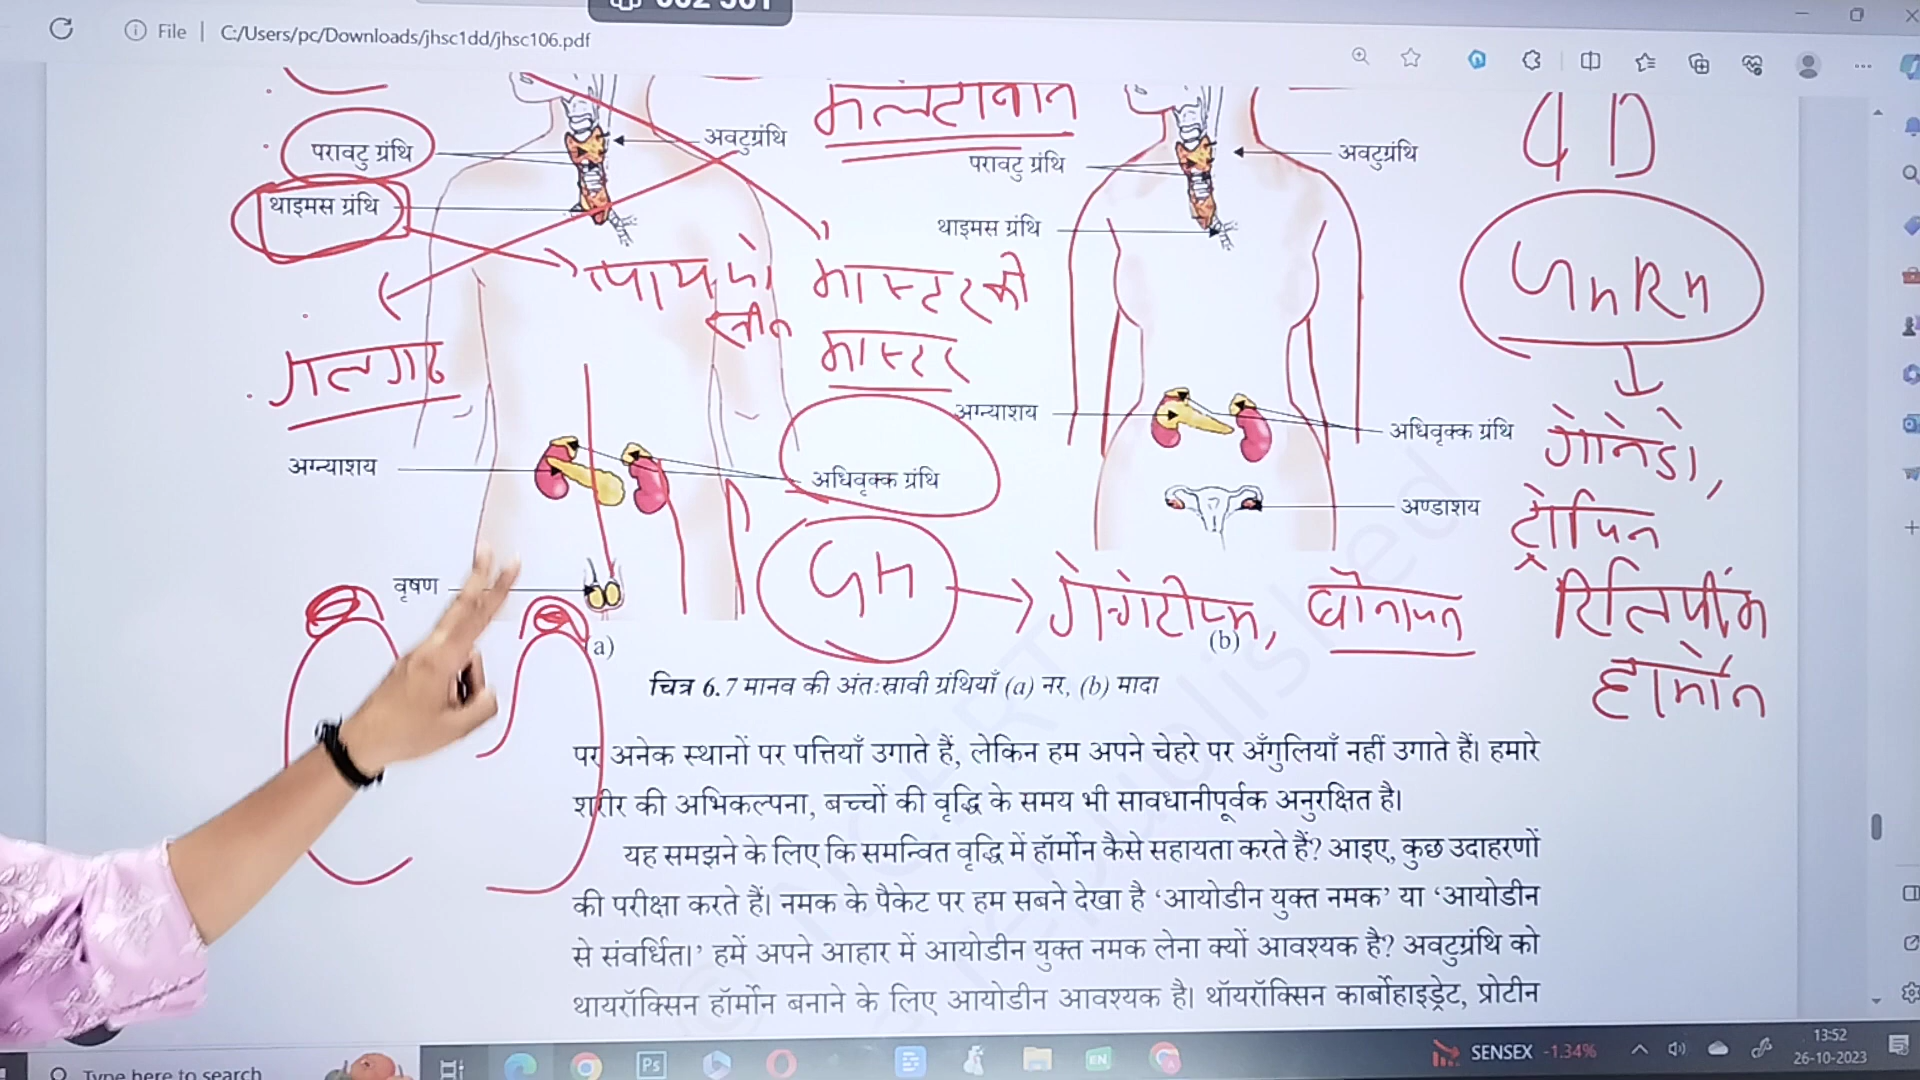 File | C:/Users/pc/Downloads/jhsc1dd/jhsc106.pdf
परावटु ग्रंथि
अवटुग्रंथि
थाइमस ग्रंथि
परावटु ग्रंथि
अवटुग्रंथि
थाइमस ग्रंथि
मास्टर को
मास्टर
GnRh
अग्न्याशय
अधिवृक्क ग्रंथि
वृषण
अग्न्याशय
अधिवृक्क ग्रंथि
अण्डाशय
GH
हार्मोन
(a)
(b)
चित्र 6.7 मानव की अंतःस्रावी ग्रंथियाँ (a) नर, (b) मादा
पर अनेक स्थानों पर पत्तियाँ उगाते हैं, लेकिन हम अपने चेहरे पर अँगुलियाँ नहीं उगाते हैं। हमारे
शरीर की अभिकल्पना, बच्चों की वृद्धि के समय भी सावधानीपूर्वक अनुरक्षित है।
यह समझने के लिए कि समन्वित वृद्धि में हॉर्मोन कैसे सहायता करते हैं? आइए, कुछ उदाहरणों
की परीक्षा करते हैं। नमक के पैकेट पर हम सबने देखा है ‘आयोडीन युक्त नमक’ या ‘आयोडीन
से संवर्धित।’ हमें अपने आहार में आयोडीन युक्त नमक लेना क्यों आवश्यक है? अवटुग्रंथि को
थायरॉक्सिन हॉर्मोन बनाने के लिए आयोडीन आवश्यक है। थॉयरॉक्सिन कार्बोहाइड्रेट, प्रोटीन
Type here to search
SENSEX -1.34%
13:52
26-10-2023